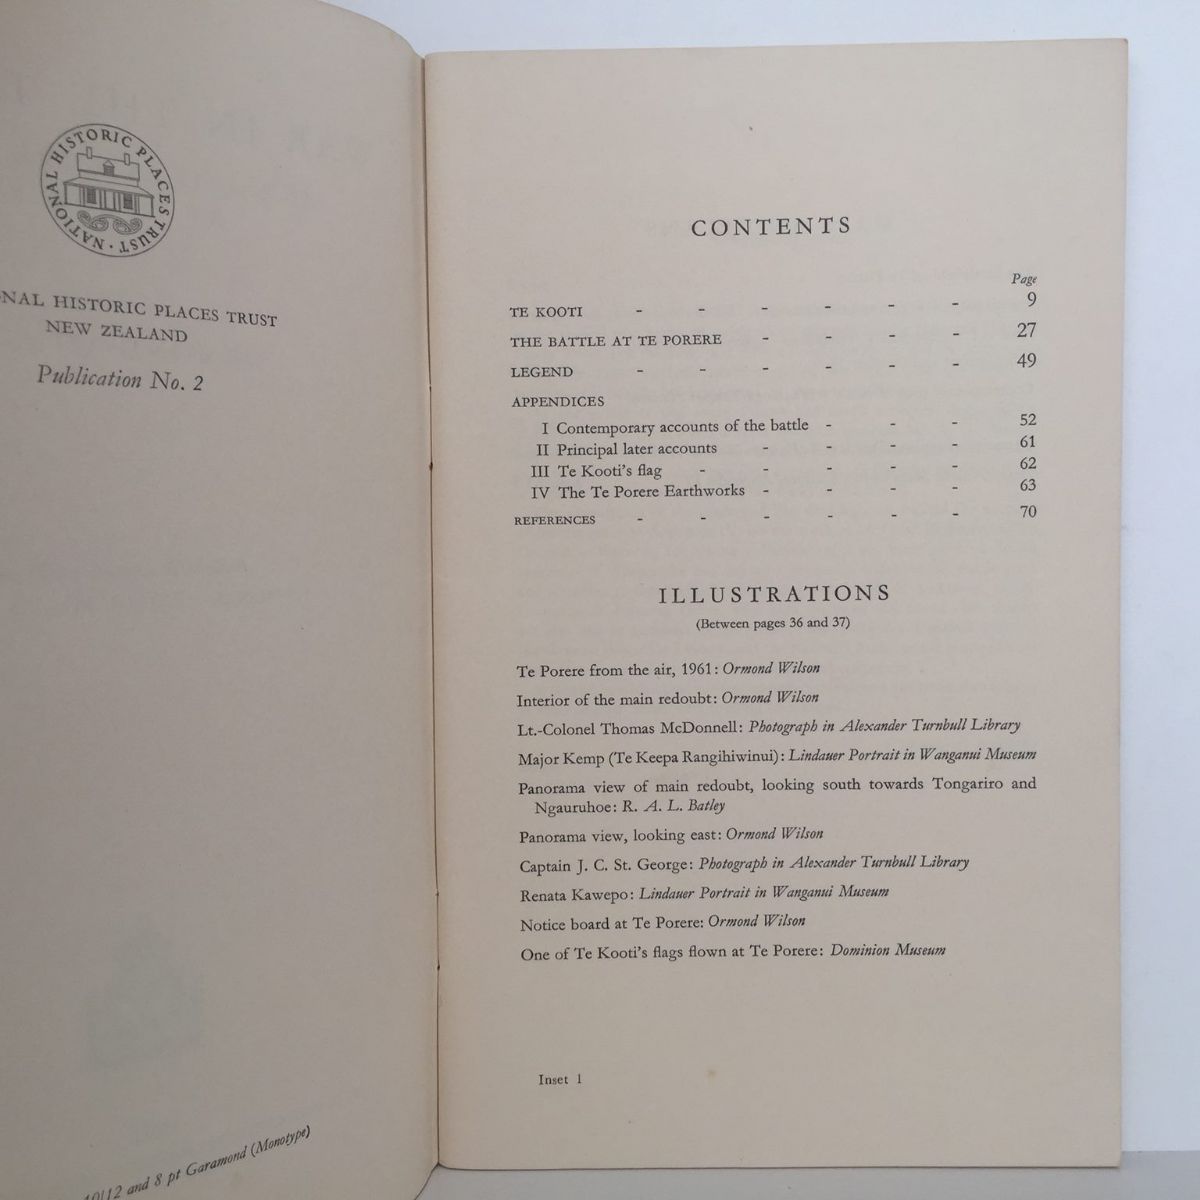 NATIONAL HISTORIC PLACES TRUST
HISTORIC PLACES TRUST
NEW ZEALAND
Publication No. 2
10/12 and 8 pt Garamond (Monotype)
CONTENTS
Page
TE KOOTI - - - - - - 9
THE BATTLE AT TE PORERE - - - - 27
LEGEND - - - - - - 49
APPENDICES
I Contemporary accounts of the battle - - - 52
II Principal later accounts - - - - 61
III Te Kooti's flag - - - - - 62
IV The Te Porere Earthworks - - - - 63
REFERENCES - - - - - - 70
ILLUSTRATIONS
(Between pages 36 and 37)
Te Porere from the air, 1961: Ormond Wilson
Interior of the main redoubt: Ormond Wilson
Lt.-Colonel Thomas McDonnell: Photograph in Alexander Turnbull Library
Major Kemp (Te Keepa Rangihiwinui): Lindauer Portrait in Wanganui Museum
Panorama view of main redoubt, looking south towards Tongariro and
Ngauruhoe: R. A. L. Batley
Panorama view, looking east: Ormond Wilson
Captain J. C. St. George: Photograph in Alexander Turnbull Library
Renata Kawepo: Lindauer Portrait in Wanganui Museum
Notice board at Te Porere: Ormond Wilson
One of Te Kooti's flags flown at Te Porere: Dominion Museum
Inset 1